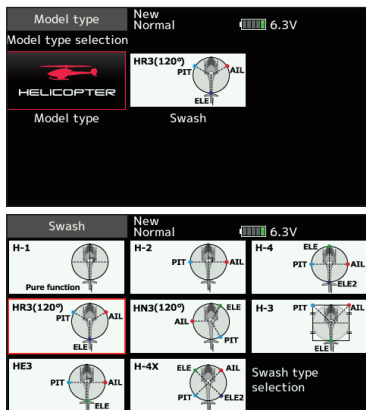 Model type
New
Normal
6.3V
Model type selection
HELICOPTER
HR3(120º)
PIT
AIL
ELE
Model type
Swash
Swash
New
Normal
6.3V
H-1
Pure function
H-2
PIT
AIL
H-4
ELE
PIT
AIL
ELE2
HR3(120º)
PIT
AIL
ELE
HN3(120º)
ELE
AIL
PIT
H-3
PIT
AIL
ELE
HE3
PIT
AIL
ELE
H-4X
ELE
AIL
PIT
ELE2
Swash type
selection